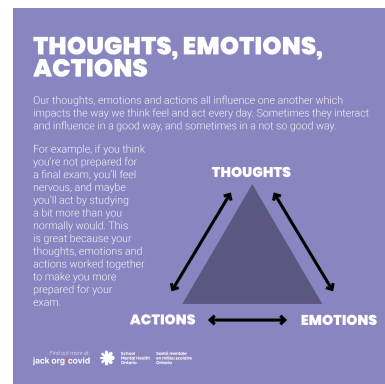 THOUGHTS, EMOTIONS,
ACTIONS
Our thoughts, emotions and actions all influence one another which
impacts the way we think feel and act every day. Sometimes they interact
and influence in a good way, and sometimes in a not so good way.
For example, if you think
you're not prepared for
a final exam, you'll feel
nervous, and maybe
you'll act by studying
a bit more than you
normally would. This
is great because your
thoughts, emotions and
actions worked together
to make you more
prepared for your
exam.
THOUGHTS
ACTIONS
EMOTIONS
Find out more at:
jack.org/covid
School
Mental Health
Ontario
Santé mentale
en milieu scolaire
Ontario